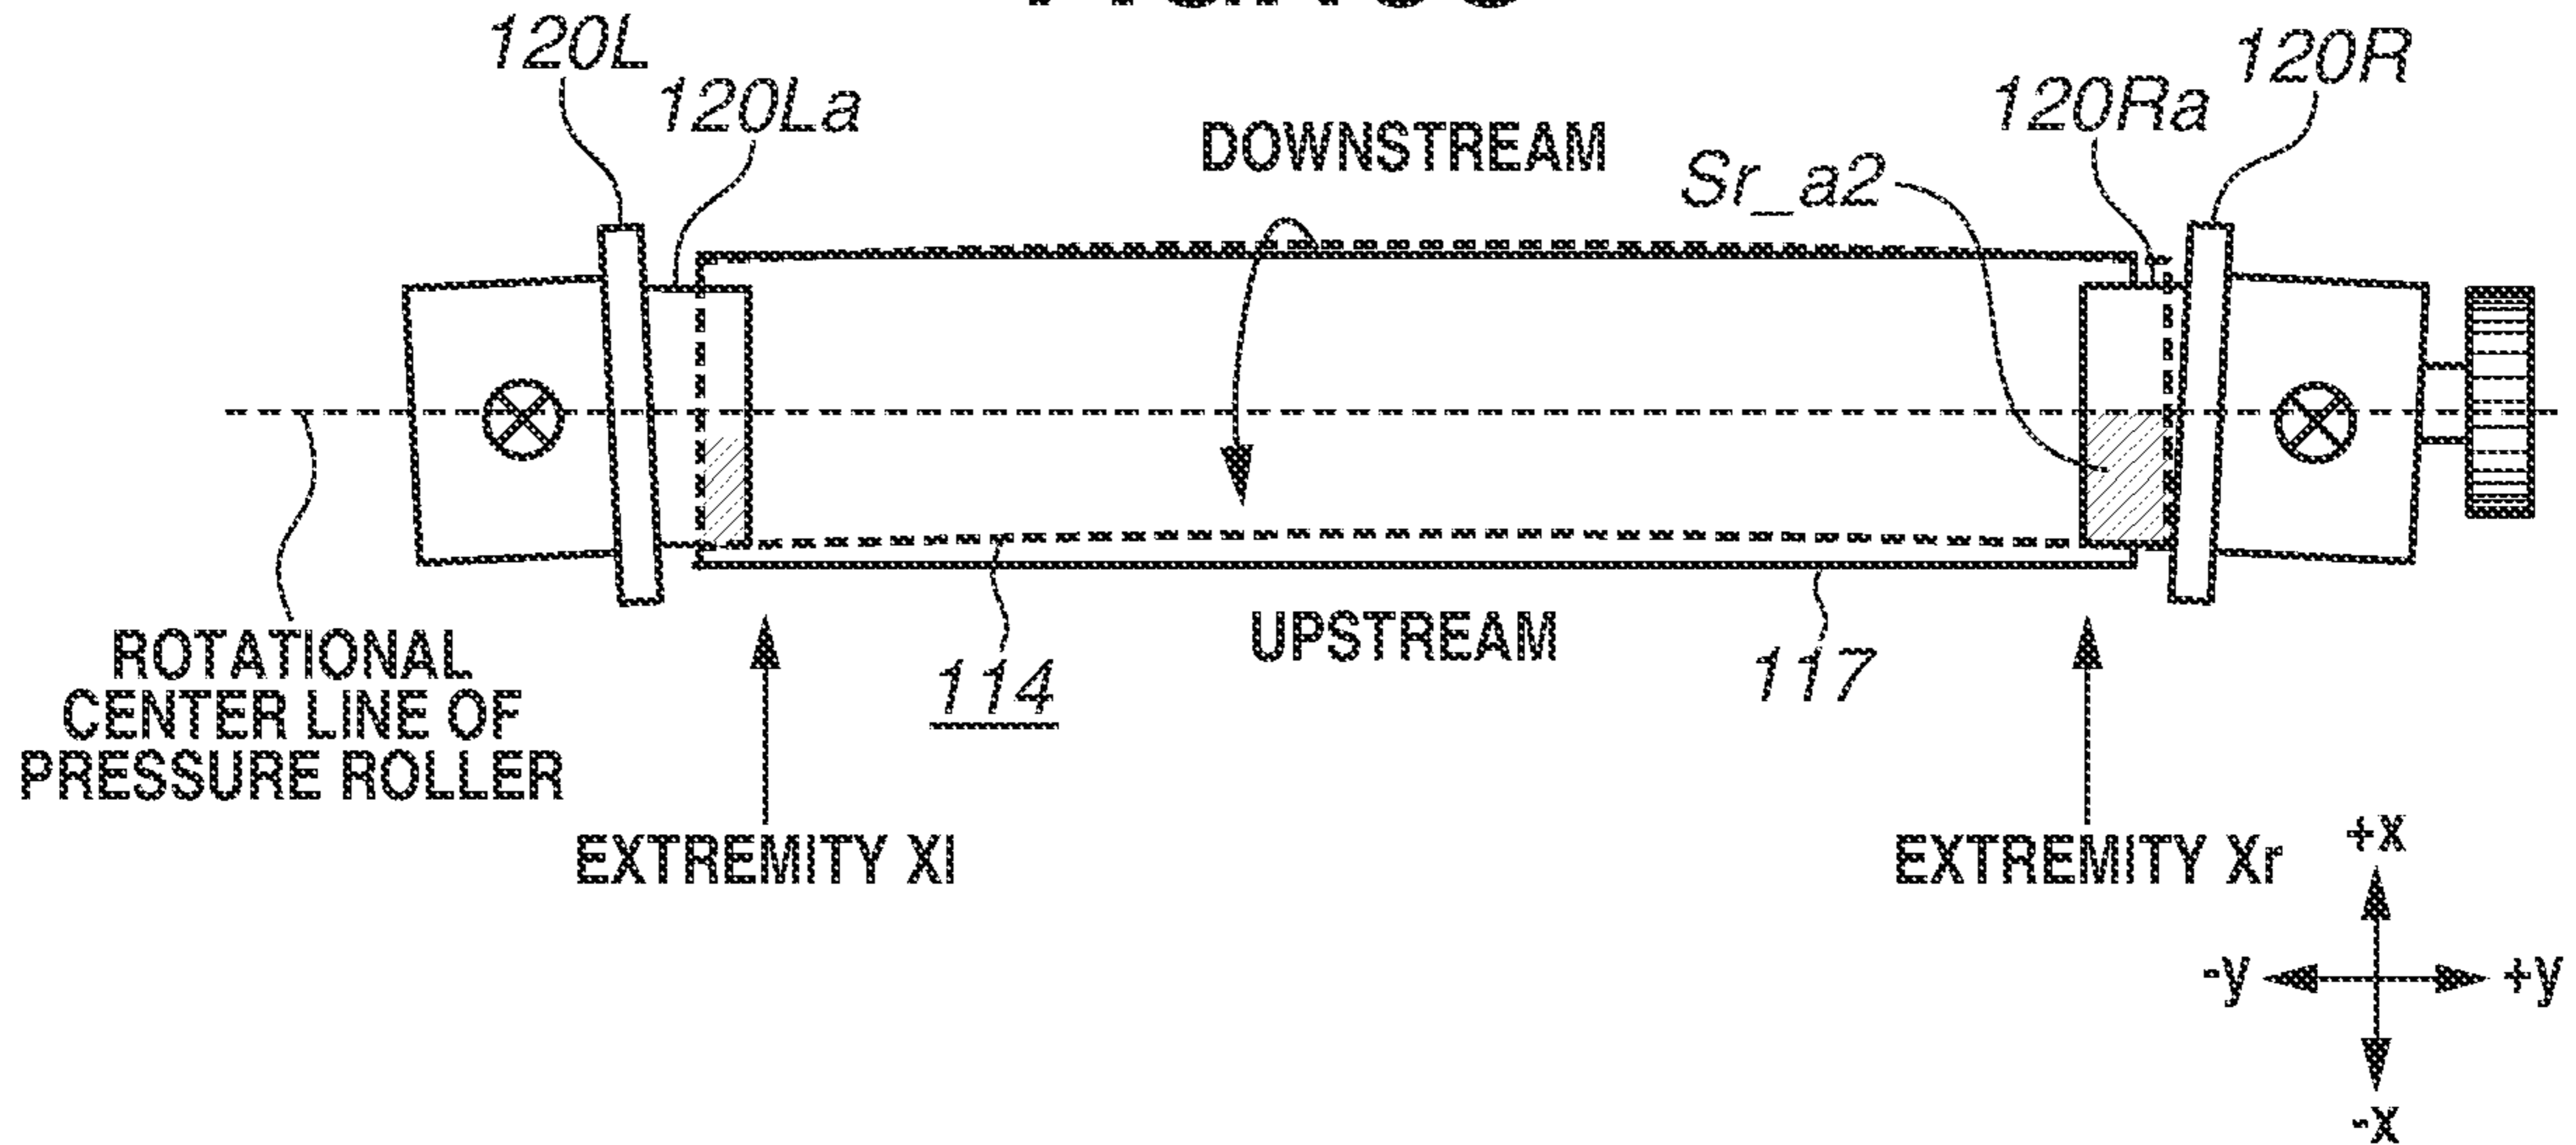 120L
120La
DOWNSTREAM
Sr_a2
120Ra
120R
ROTATIONAL
CENTER LINE OF
PRESSURE ROLLER
114
UPSTREAM
117
EXTREMITY Xl
EXTREMITY Xr
+x
-y
+y
-x